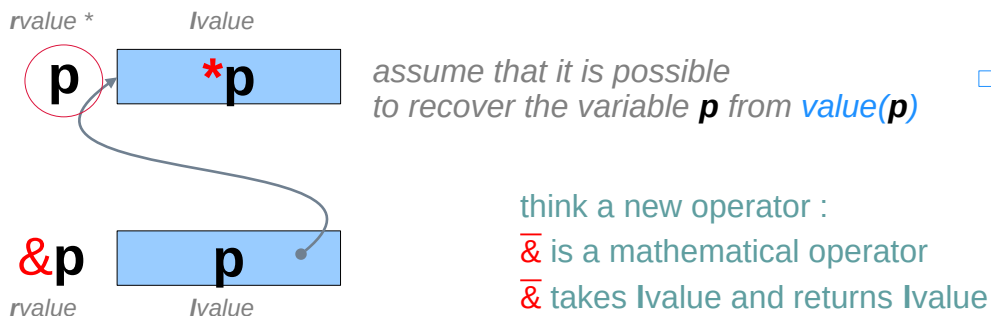 rvalue * lvalue
p *p
assume that it is possible
to recover the variable p from value(p)
think a new operator :
&̅ is a mathematical operator
&̅ takes lvalue and returns lvalue
&p p
rvalue lvalue